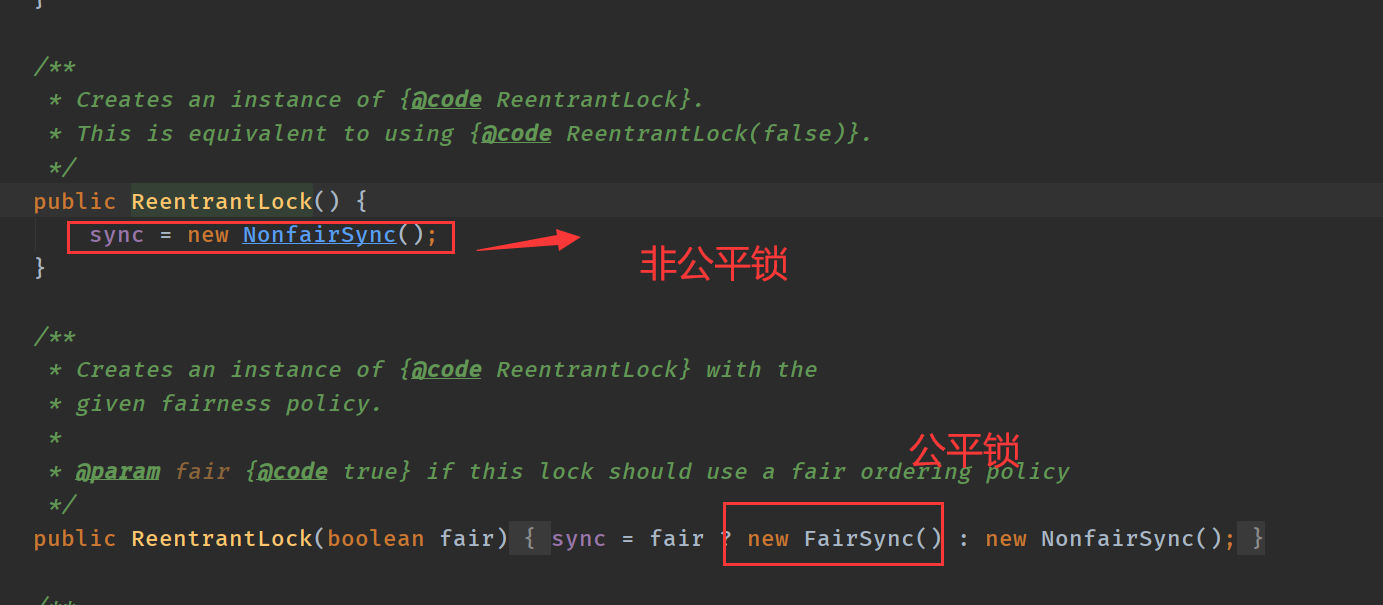 }
/**
* Creates an instance of {@code ReentrantLock}.
* This is equivalent to using {@code ReentrantLock(false)}.
*/
public ReentrantLock() {
sync = new NonfairSync();
非公平锁
}
/**
* Creates an instance of {@code ReentrantLock} with the
* given fairness policy.
*
公平锁
* @param fair {@code true} if this lock should use a fair ordering policy
*/
public ReentrantLock(boolean fair) { sync = fair ? new FairSync() : new NonfairSync(); }
/**